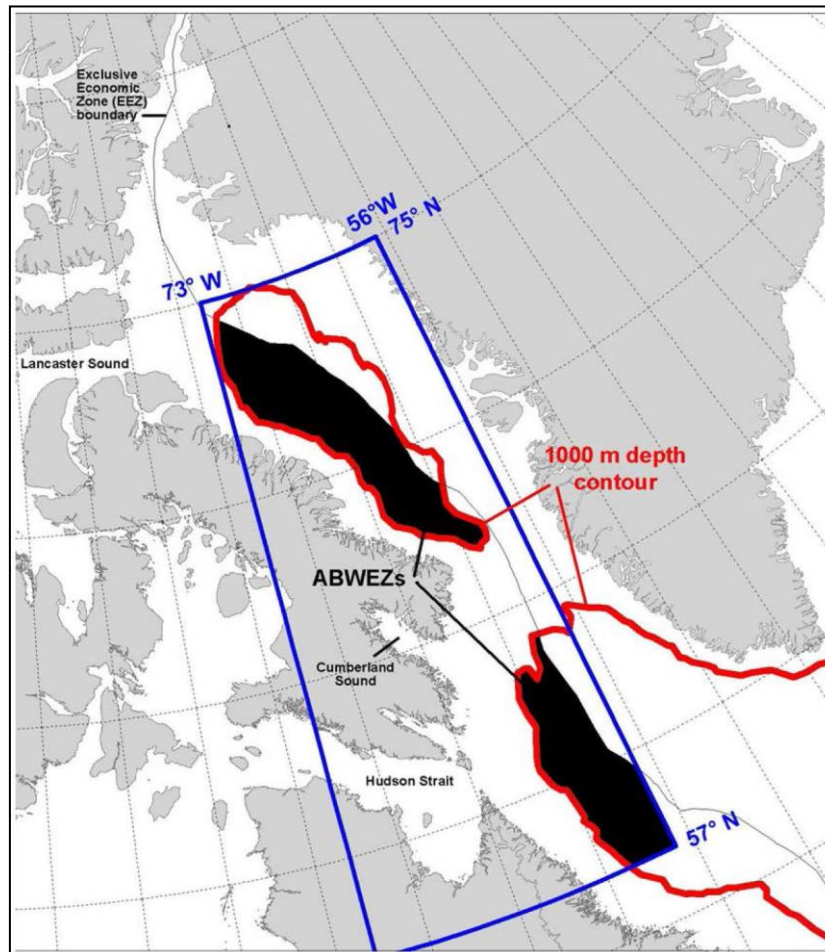 Exclusive
Economic
Zone (EEZ)
boundary
56°W
75° N
73° W
Lancaster Sound
1000 m depth
contour
ABWEZs
Cumberland
Sound
Hudson Strait
57° N